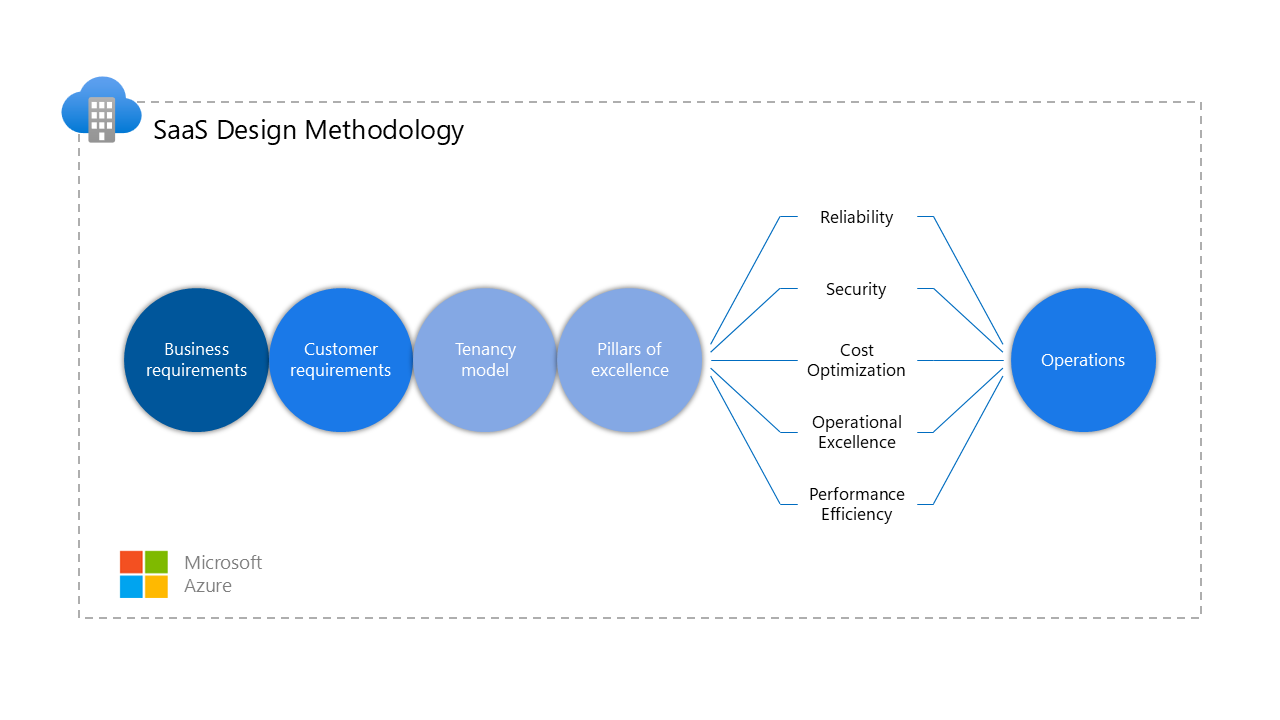 SaaS Design Methodology
Business
requirements
Customer
requirements
Tenancy
model
Pillars of
excellence
Reliability
Security
Cost
Optimization
Operational
Excellence
Performance
Efficiency
Operations
Microsoft
Azure